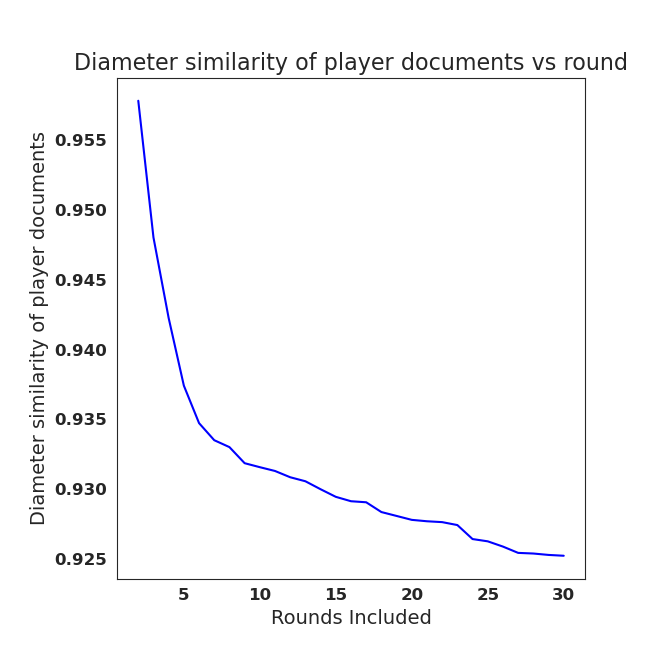 Diameter similarity of player documents vs round
Diameter similarity of player documents
0.955
0.950
0.945
0.940
0.935
0.930
0.925
5 10 15 20 25 30
Rounds Included